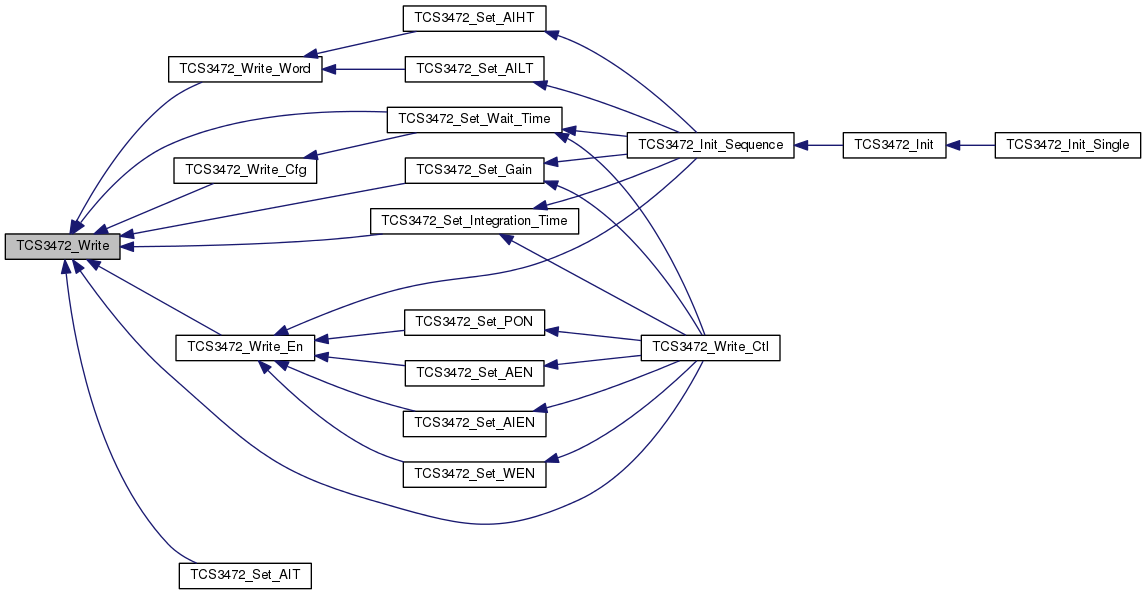 TCS3472_Set_AIHT
TCS3472_Write_Word
TCS3472_Set_AILT
TCS3472_Set_Wait_Time
TCS3472_Init_Sequence
TCS3472_Init
TCS3472_Init_Single
TCS3472_Write_Cfg
TCS3472_Set_Gain
TCS3472_Set_Integration_Time
TCS3472_Write
TCS3472_Set_PON
TCS3472_Write_En
TCS3472_Write_Ctl
TCS3472_Set_AEN
TCS3472_Set_AIEN
TCS3472_Set_WEN
TCS3472_Set_AIT